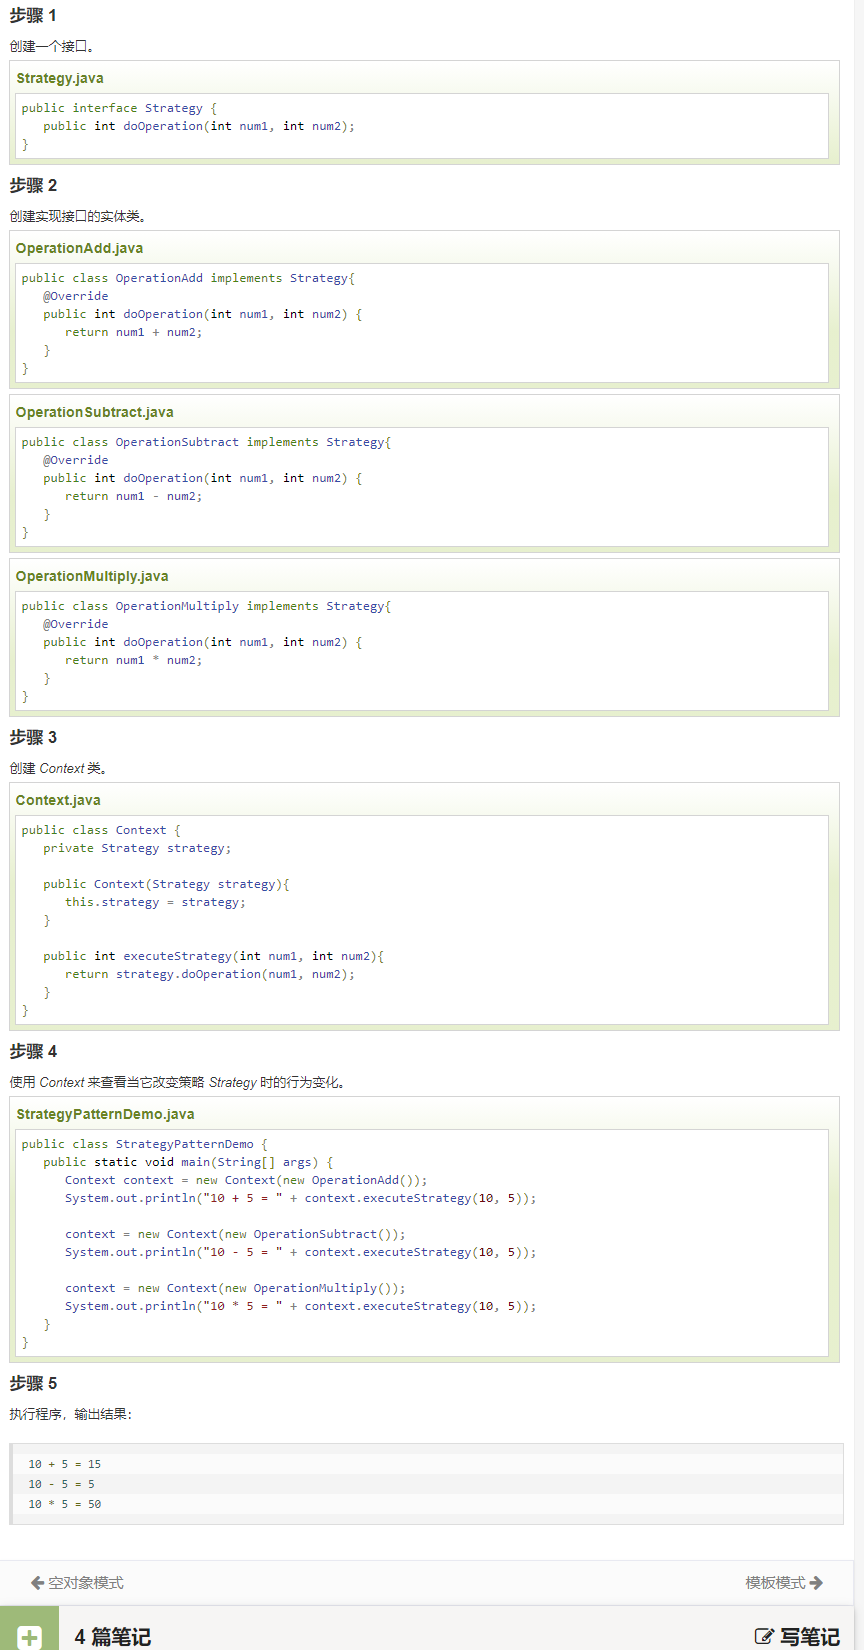 步骤 1
创建一个接口。
Strategy.java
public interface Strategy {
   public int doOperation(int num1, int num2);
}
步骤 2
创建实现接口的实体类。
OperationAdd.java
public class OperationAdd implements Strategy{
   @Override
   public int doOperation(int num1, int num2) {
      return num1 + num2;
   }
}
OperationSubtract.java
public class OperationSubtract implements Strategy{
   @Override
   public int doOperation(int num1, int num2) {
      return num1 - num2;
   }
}
OperationMultiply.java
public class OperationMultiply implements Strategy{
   @Override
   public int doOperation(int num1, int num2) {
      return num1 * num2;
   }
}
步骤 3
创建 Context 类。
Context.java
public class Context {
   private Strategy strategy;
   public Context(Strategy strategy){
      this.strategy = strategy;
   }
   public int executeStrategy(int num1, int num2){
      return strategy.doOperation(num1, num2);
   }
}
步骤 4
使用 Context 来查看当它改变策略 Strategy 时的行为变化。
StrategyPatternDemo.java
public class StrategyPatternDemo {
   public static void main(String[] args) {
      Context context = new Context(new OperationAdd());
      System.out.println("10 + 5 = " + context.executeStrategy(10, 5));
      context = new Context(new OperationSubtract());
      System.out.println("10 - 5 = " + context.executeStrategy(10, 5));
      context = new Context(new OperationMultiply());
      System.out.println("10 * 5 = " + context.executeStrategy(10, 5));
   }
}
步骤 5
执行程序，输出结果：
10 + 5 = 15
10 - 5 = 5
10 * 5 = 50
空对象模式
模板模式
4 篇笔记
写笔记